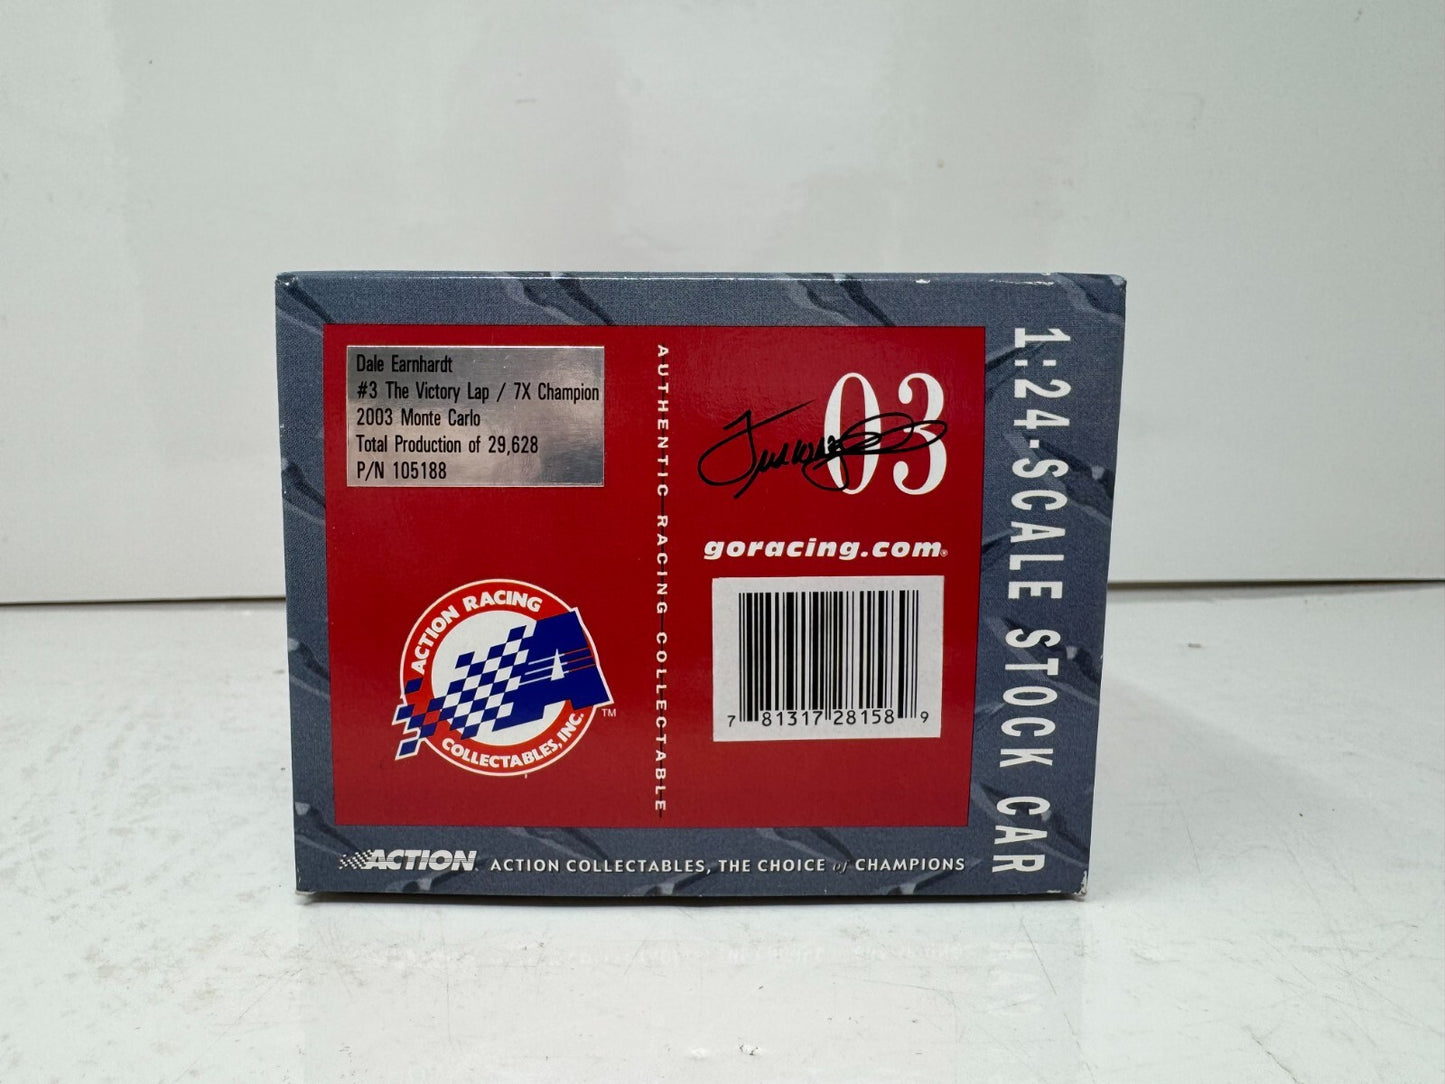 Dale Earnhardt
#3 The Victory Lap / 7X Champion
2003 Monte Carlo
Total Production of 29,628
P/N 105188
AUTHENTIC RACING COLLECTABLE
03
goracing.com®
7 81317 28158 9
ACTION RACING
COLLECTABLES, INC.
TM
1:24-SCALE STOCK CAR
ACTION
ACTION COLLECTABLES, THE CHOICE of CHAMPIONS